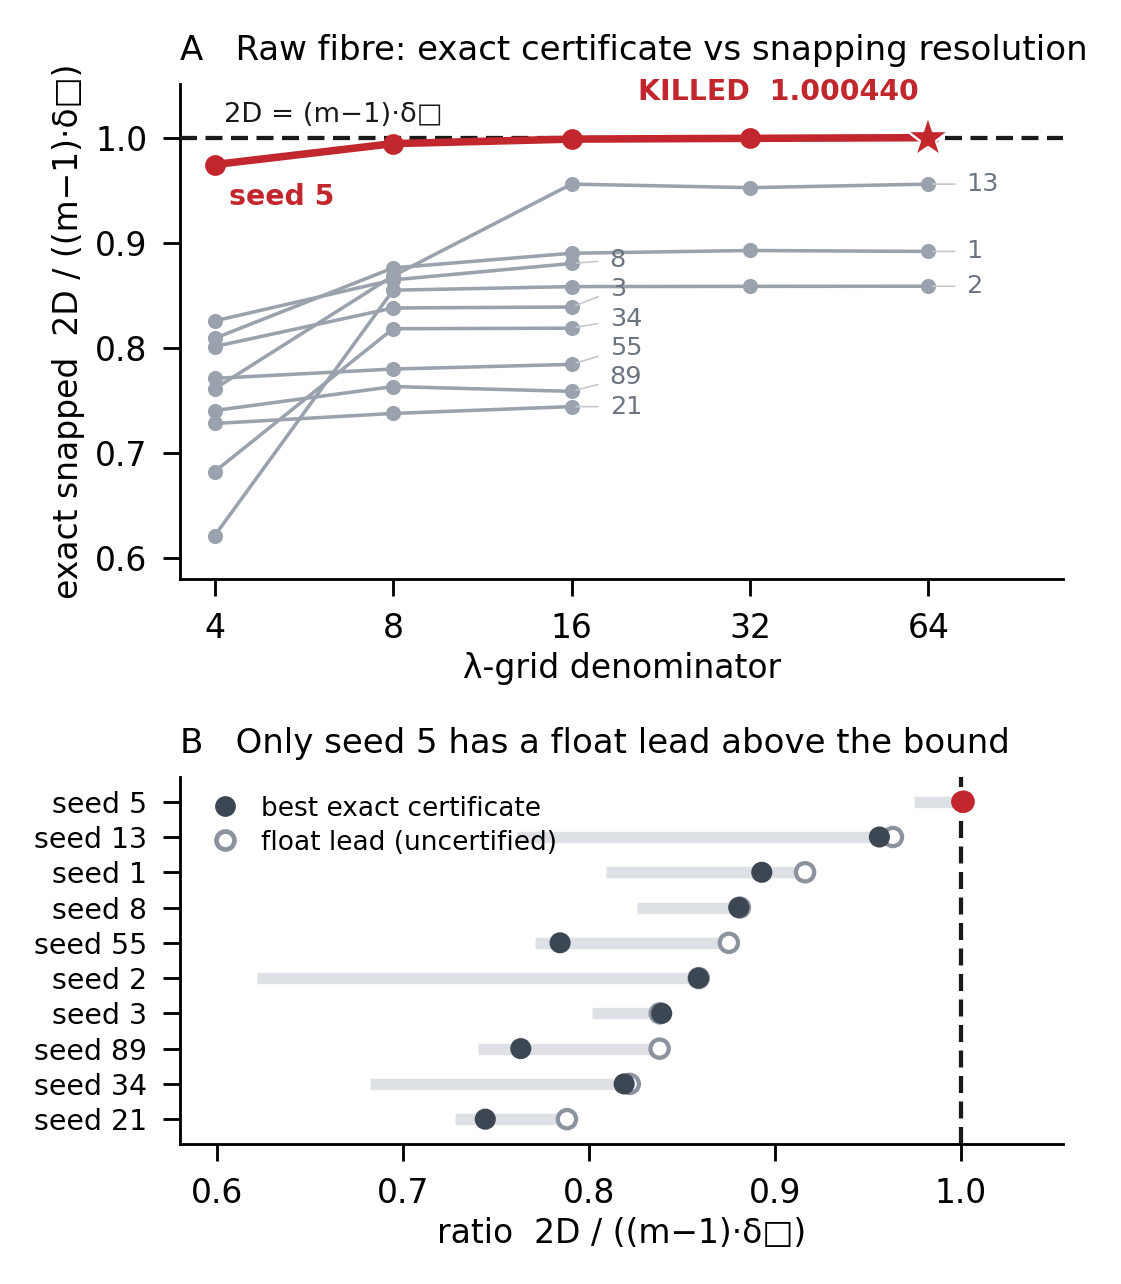 A Raw fibre: exact certificate vs snapping resolution
KILLED 1.000440
2D = (m−1)·δ□
seed 5
exact snapped 2D / ((m−1)·δ□)
1.0
0.9
0.8
0.7
0.6
13
1
2
8
3
34
55
89
21
4 8 16 32 64
λ-grid denominator
B Only seed 5 has a float lead above the bound
best exact certificate
float lead (uncertified)
seed 5
seed 13
seed 1
seed 8
seed 55
seed 2
seed 3
seed 89
seed 34
seed 21
0.6 0.7 0.8 0.9 1.0
ratio 2D / ((m−1)·δ□)